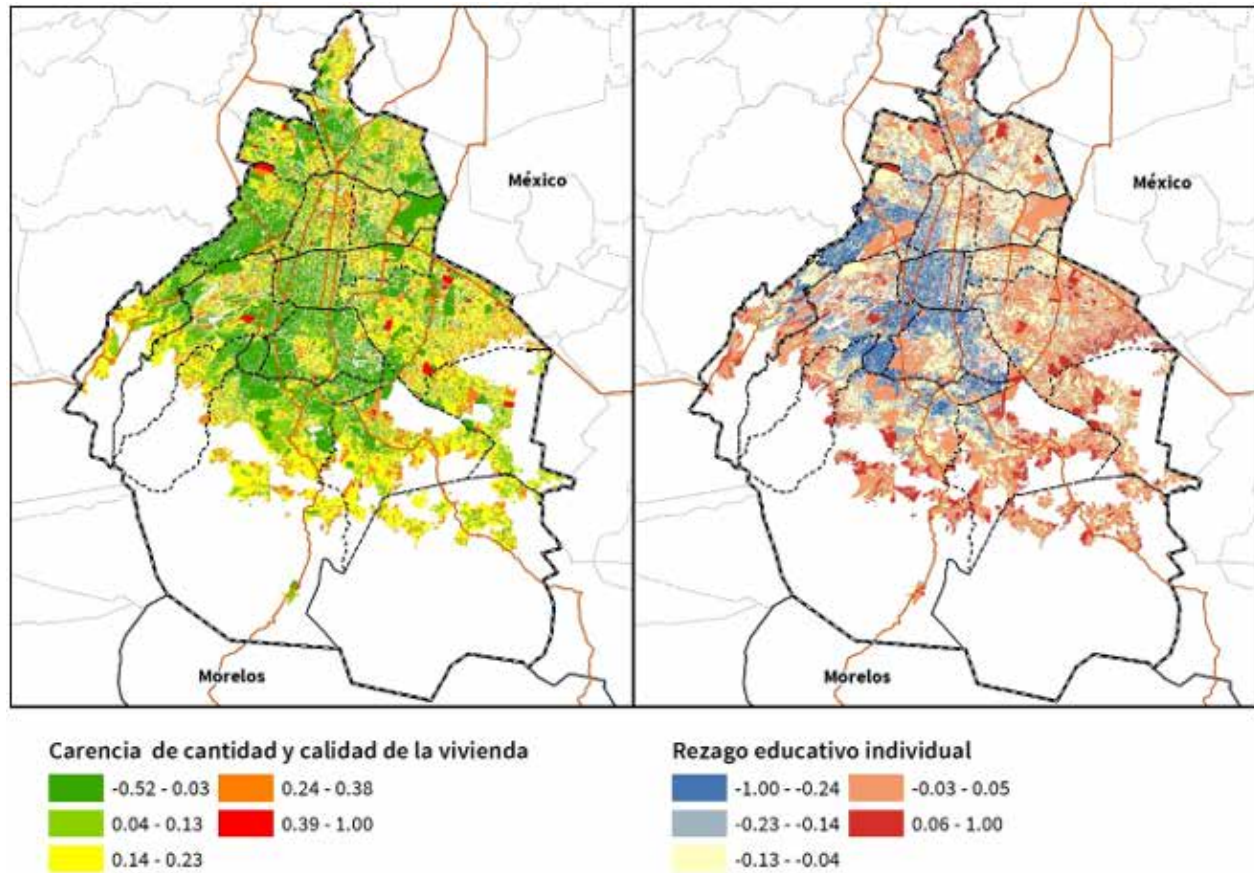 México
México
Morelos
Morelos
Carencia de cantidad y calidad de la vivienda
-0.52 - 0.03
0.24 - 0.38
0.04 - 0.13
0.39 - 1.00
0.14 - 0.23
Rezago educativo individual
-1.00 - -0.24
-0.03 - 0.05
-0.23 - -0.14
0.06 - 1.00
-0.13 - -0.04